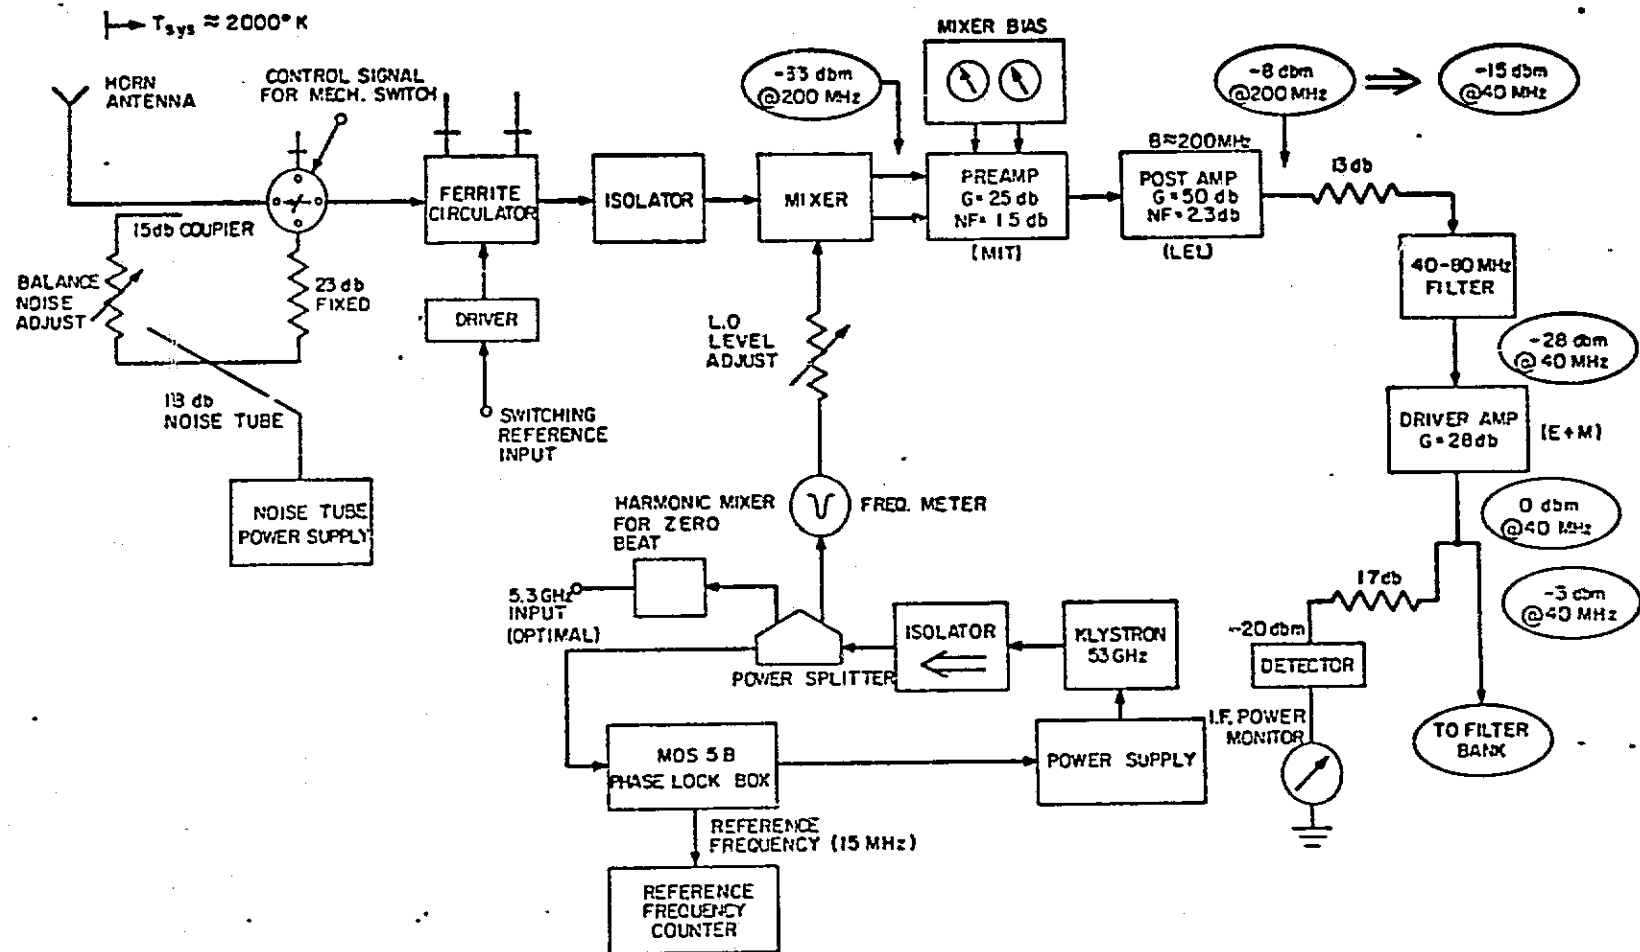 T sys ≈ 2000° K
HORN
ANTENNA
CONTROL SIGNAL
FOR MECH. SWITCH
15db COUPIER
BALANCE
NOISE
ADJUST
23 db
FIXED
18 db
NOISE TUBE
NOISE TUBE
POWER SUPPLY
FERRITE
CIRCULATOR
DRIVER
SWITCHING
REFERENCE
INPUT
ISOLATOR
MIXER
-33 dbm
@200 MHz
MIXER BIAS
PREAMP
G = 25 db
NF = 1.5 db
(MIT)
B≈200MHz
POST AMP
G = 50 db
NF = 2.3db
(LEL)
-8 dbm
@200 MHz
-15 dbm
@40 MHz
13 db
40-80 MHz
FILTER
-28 dbm
@ 40 MHz
DRIVER AMP
G = 28db
(E+M)
0 dbm
@40 MHz
-3 dbm
@40 MHz
17db
-20dbm
DETECTOR
I.F. POWER
MONITOR
TO FILTER
BANK
L.O
LEVEL
ADJUST
FREQ. METER
HARMONIC MIXER
FOR ZERO
BEAT
5.3 GHz
INPUT
(OPTIMAL)
POWER SPLITTER
ISOLATOR
KLYSTRON
53 GHz
POWER SUPPLY
MOS 5B
PHASE LOCK BOX
REFERENCE
FREQUENCY (15 MHz)
REFERENCE
FREQUENCY
COUNTER